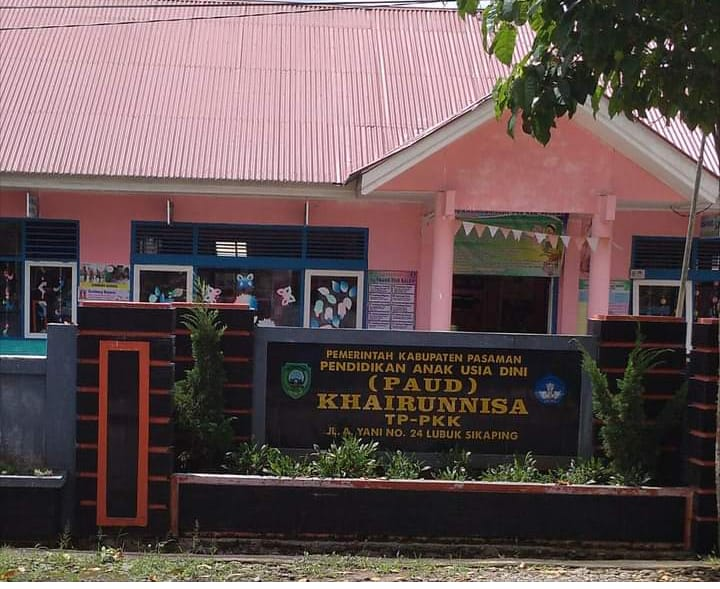 PEMERINTAH KABUPATEN PASAMAN
PENDIDIKAN ANAK USIA DINI
(PAUD)
KHAIRUNNISA
TP-PKK
JL. A. YANI NO. 24 LUBUK SIKAPING